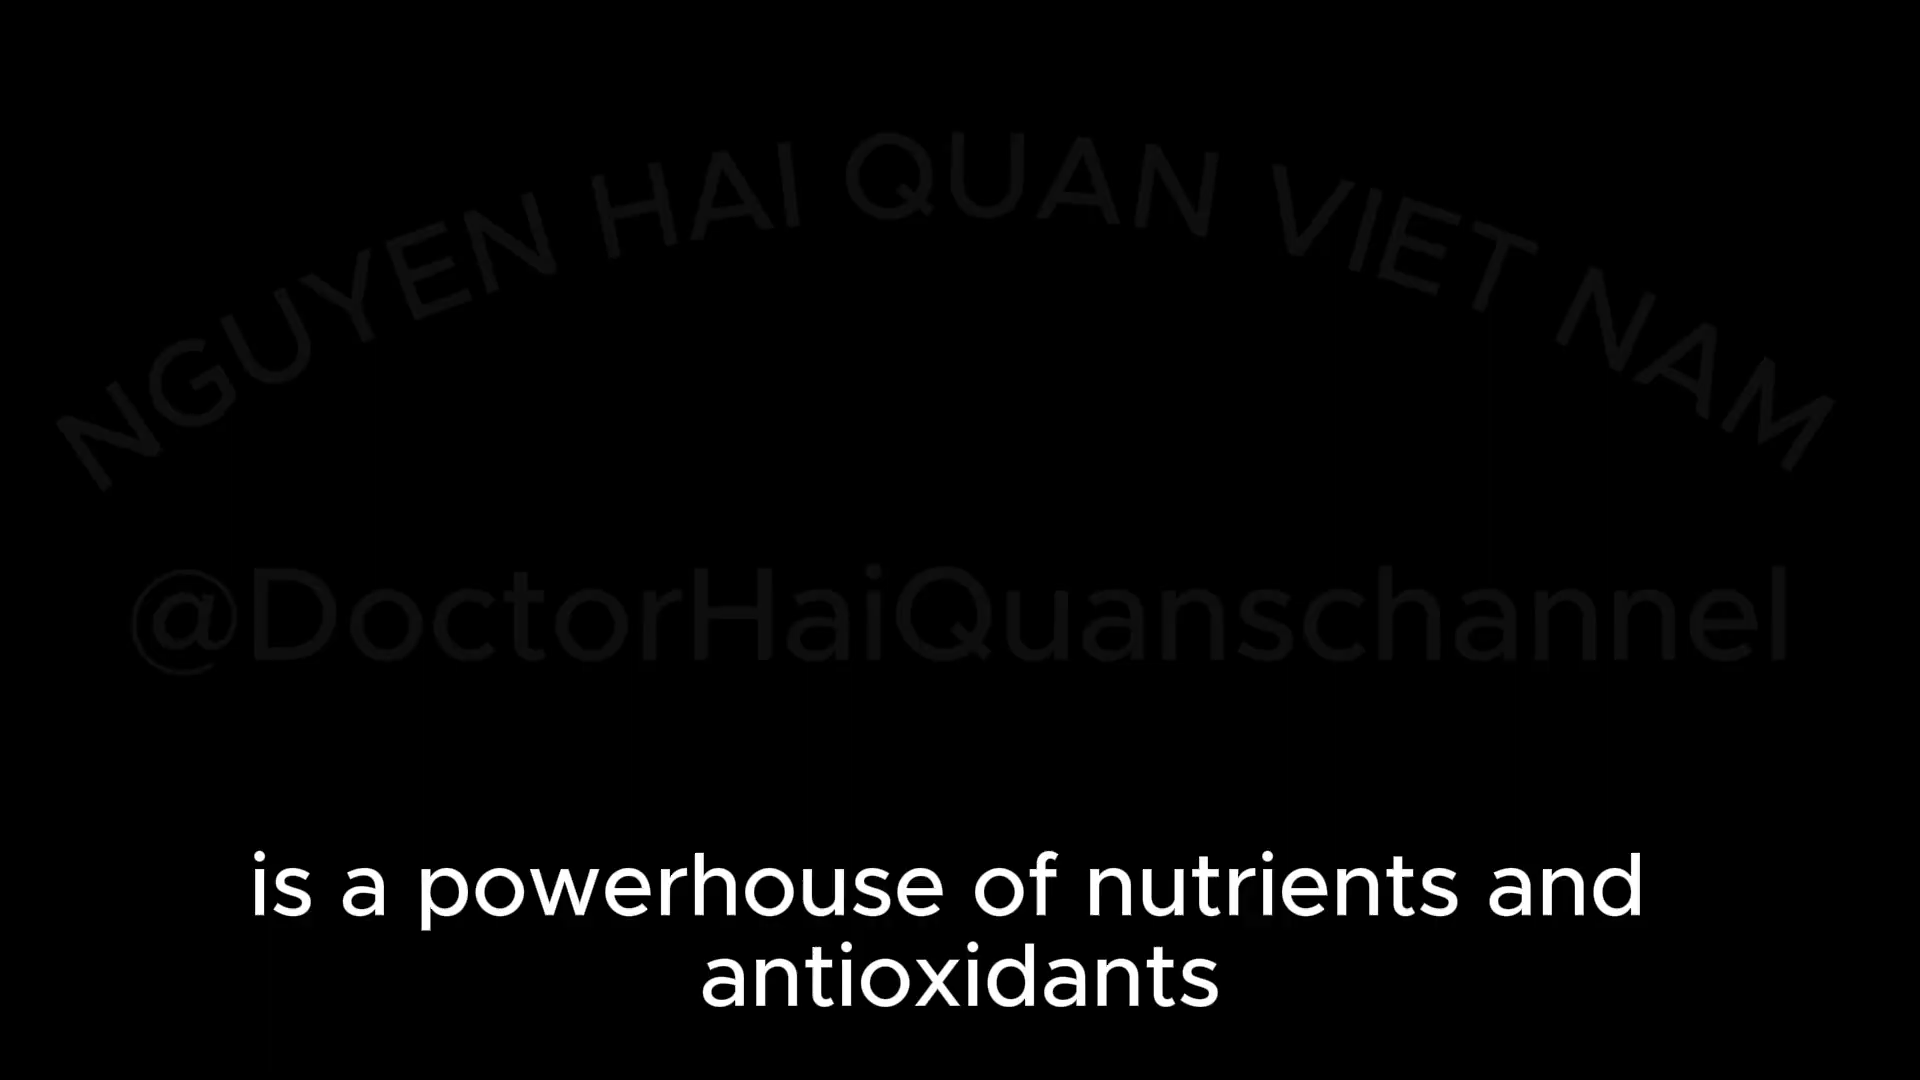 NGUYEN HAI QUAN VIET NAM
@DoctorHaiQuanschannel
is a powerhouse of nutrients and
antioxidants